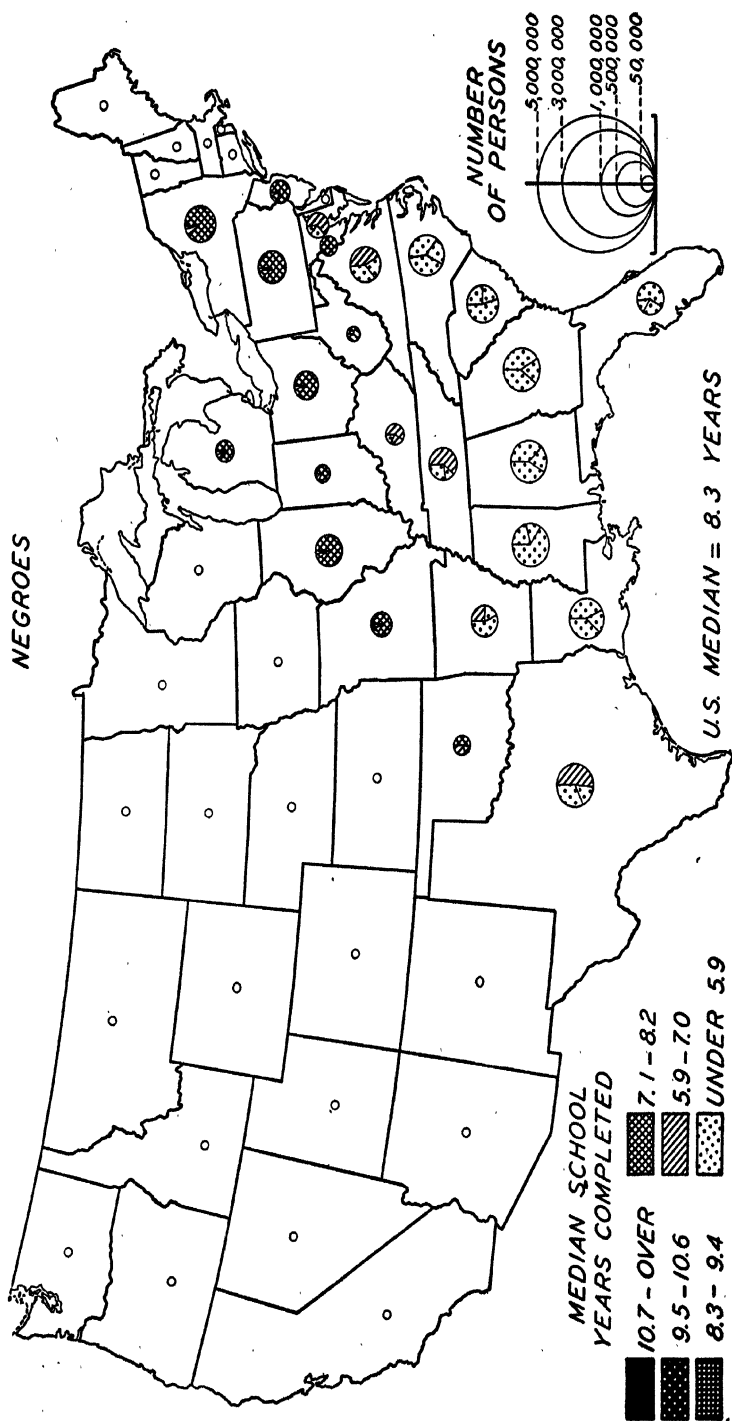 NEGROES
NUMBER
OF PERSONS
5,000,000
3,000,000
1,000,000
500,000
50,000
U.S. MEDIAN = 8.3 YEARS
MEDIAN SCHOOL
YEARS COMPLETED
10.7 - OVER
9.5 - 10.6
8.3 - 9.4
7.1 - 8.2
5.9 - 7.0
UNDER 5.9